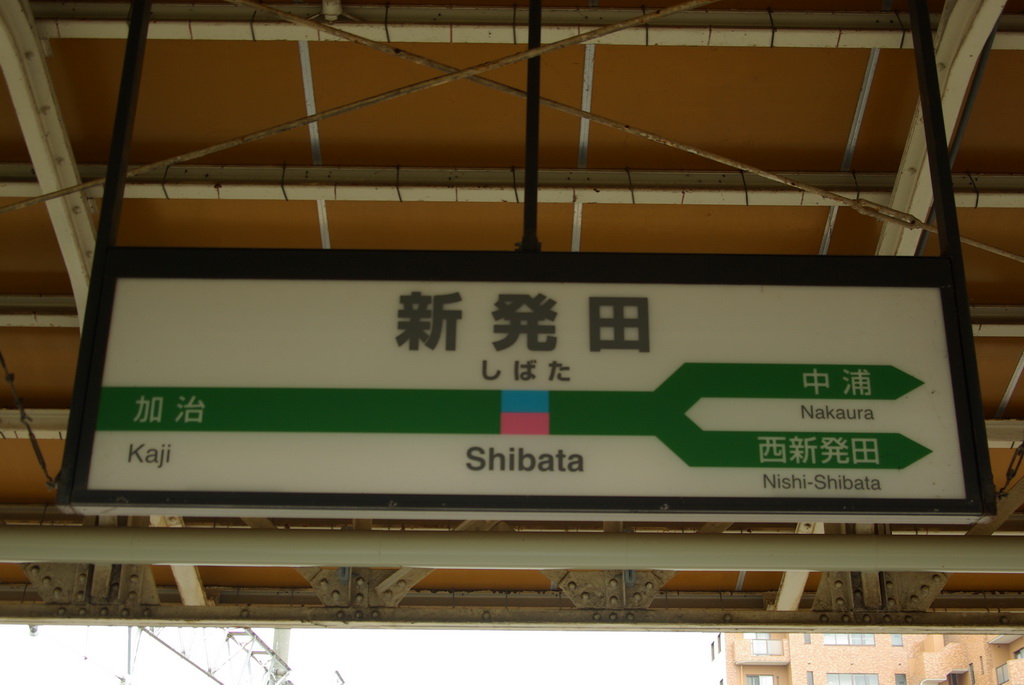 新発田
しばた
加治
Kaji
Shibata
中浦
Nakaura
西新発田
Nishi-Shibata